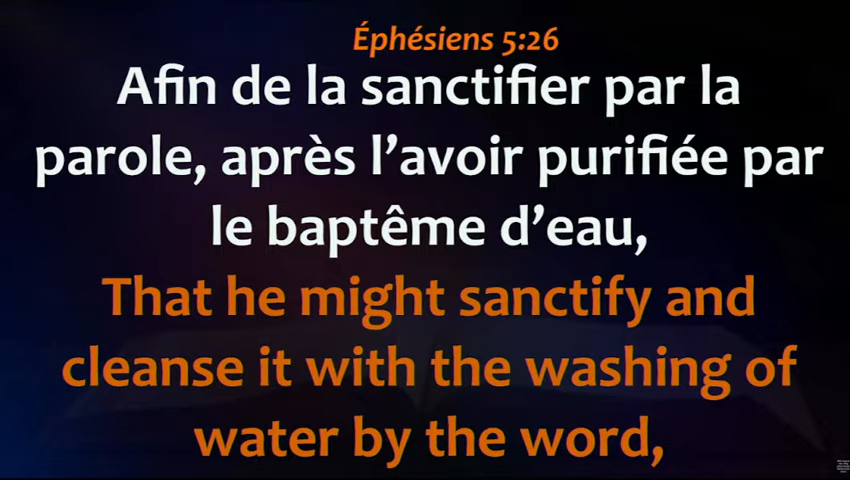 Éphésiens 5:26
Afin de la sanctifier par la
parole, après l’avoir purifiée par
le baptême d’eau,
That he might sanctify and
cleanse it with the washing of
water by the word,